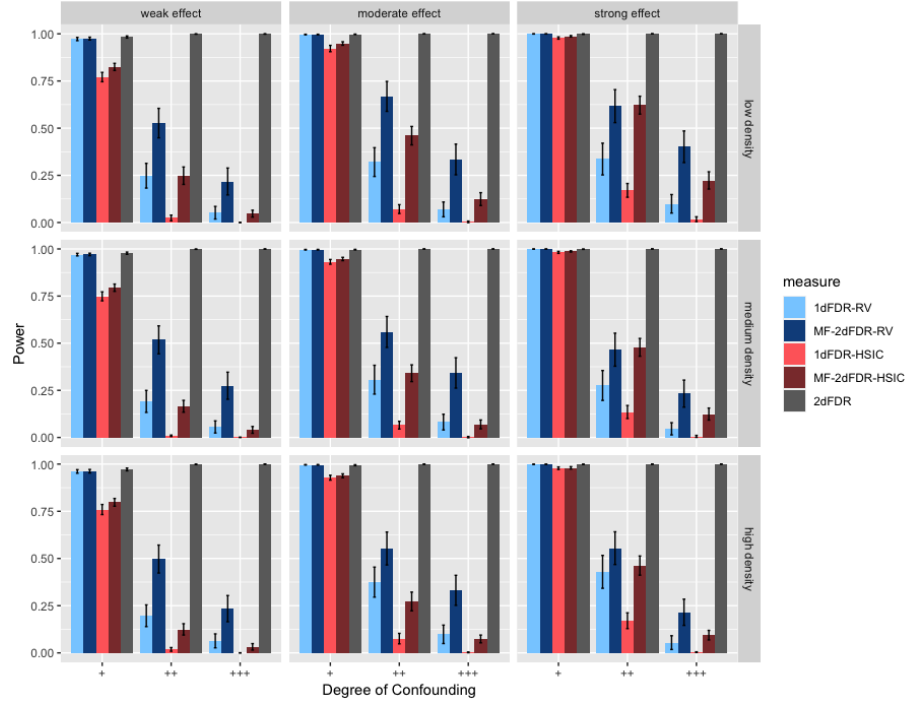 weak effect
moderate effect
strong effect
1.00
0.75
0.50
0.25
0.00
low density
1.00
0.75
0.50
0.25
0.00
medium density
1.00
0.75
0.50
0.25
0.00
high density
Power
+
++
+++
+
++
+++
+
++
+++
Degree of Confounding
measure
1dFDR-RV
MF-2dFDR-RV
1dFDR-HSIC
MF-2dFDR-HSIC
2dFDR